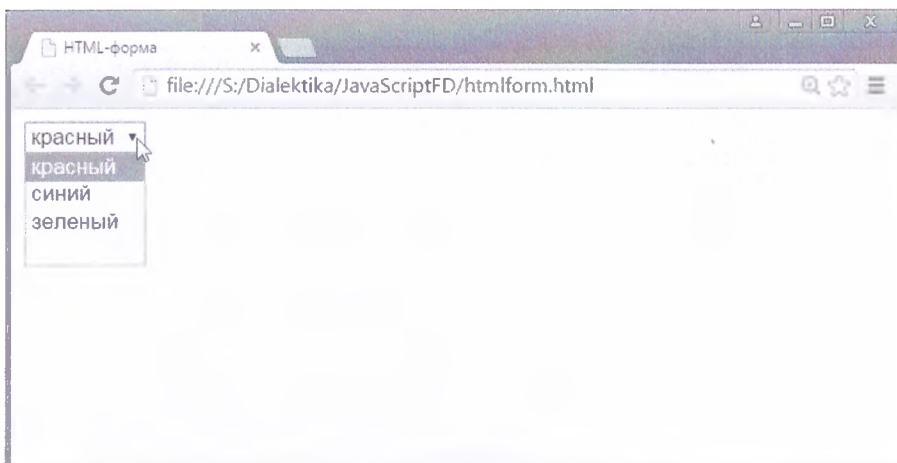 HTML-форма
file:///S:/Dialektika/JavaScriptFD/htmlform.html
красный
красный
синий
зеленый